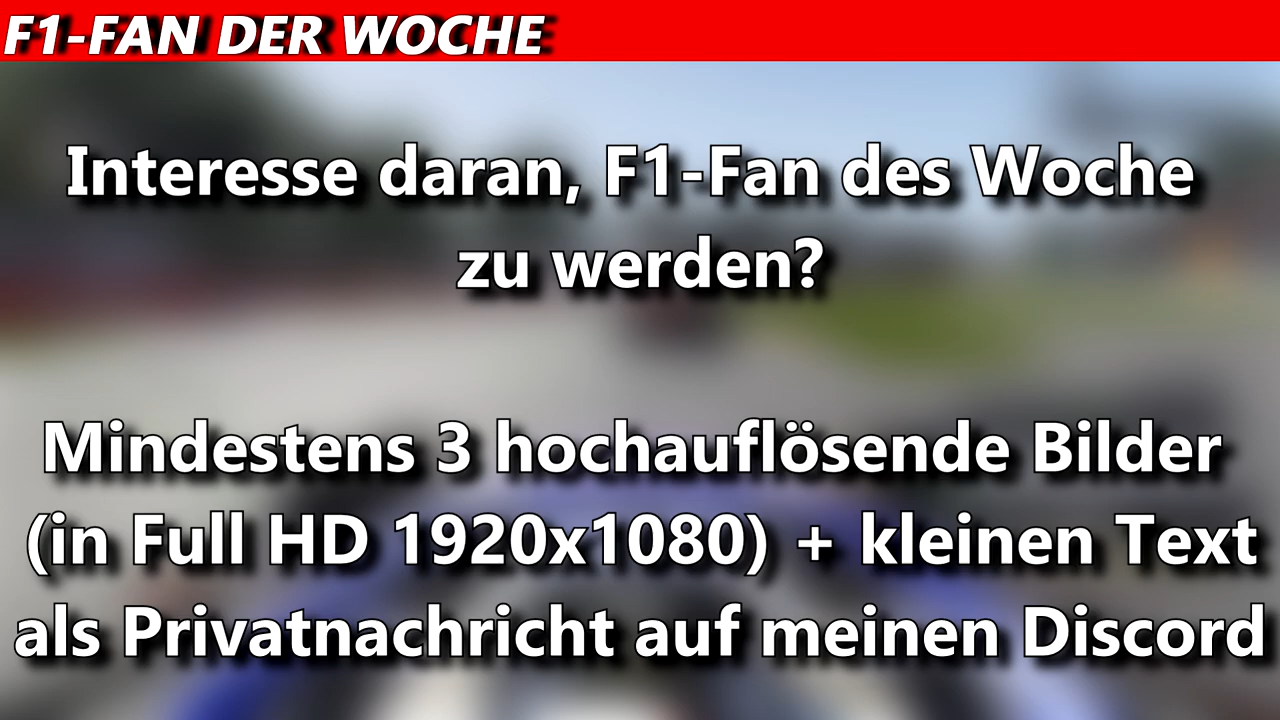 F1-FAN DER WOCHE
Interesse daran, F1-Fan des Woche
zu werden?
Mindestens 3 hochauflösende Bilder
(in Full HD 1920x1080) + kleinen Text
als Privatnachricht auf meinen Discord